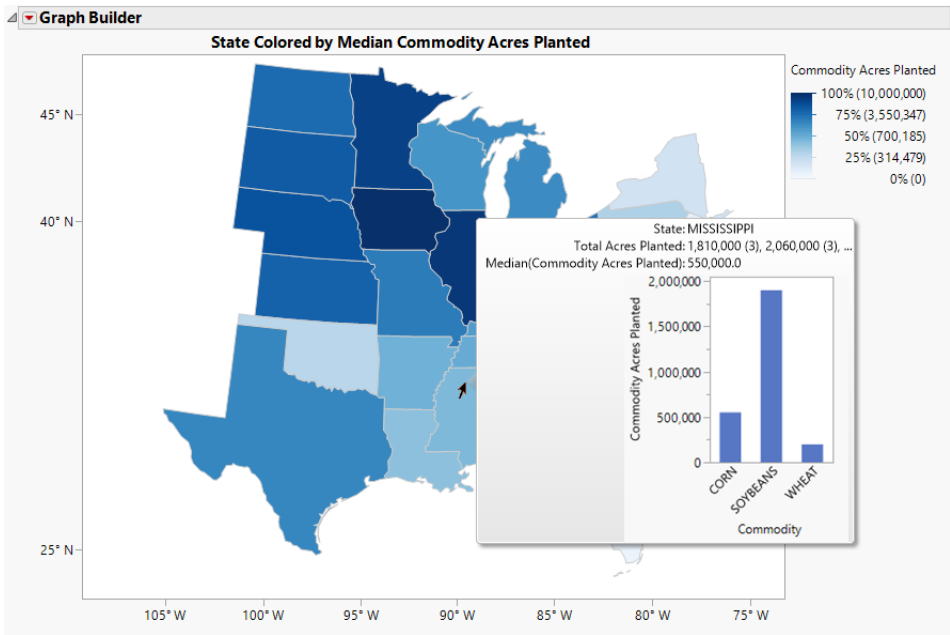 Graph Builder
State Colored by Median Commodity Acres Planted
Commodity Acres Planted
100% (10,000,000)
75% (3,550,347)
50% (700,185)
25% (314,479)
0% (0)
45° N
40° N
25° N
State: MISSISSIPPI
Total Acres Planted: 1,810,000 (3), 2,060,000 (3), ...
Median(Commodity Acres Planted): 550,000.0
Commodity Acres Planted
2,000,000
1,500,000
1,000,000
500,000
0
CORN
SOYBEANS
WHEAT
Commodity
105° W
100° W
95° W
90° W
85° W
80° W
75° W